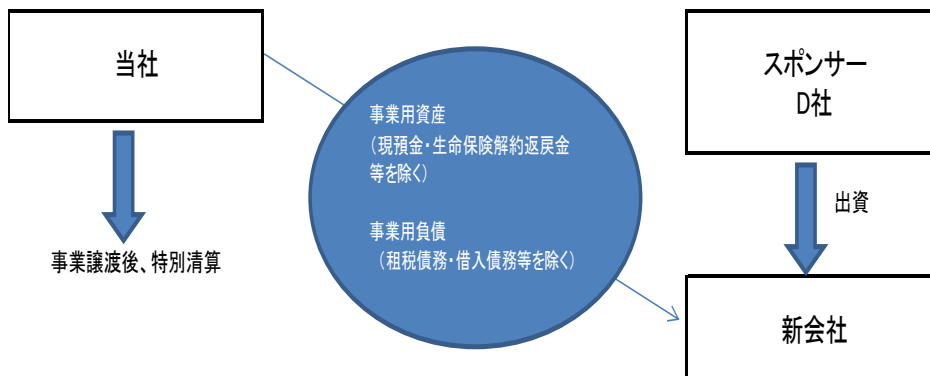 当社
スポンサー
D社
事業用資産
(現預金・生命保険解約返戻金
等を除く)
事業用負債
(租税債務・借入債務等を除く)
出資
事業譲渡後、特別清算
新会社